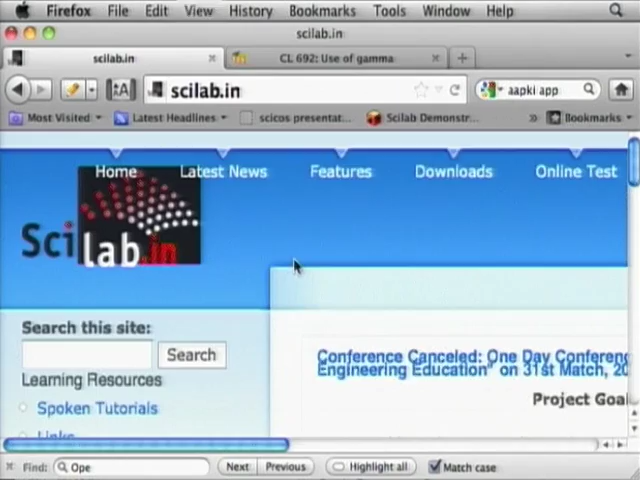 Firefox File Edit View History Bookmarks Tools Window Help
scilab.in
scilab.in CL 692: Use of gamma
scilab.in aapki app
Most Visited Latest Headlines scicos presentat... Scilab Demonstr... Bookmarks
Home Latest News Features Downloads Online Test
Scilab.in
Search this site:
Search
Learning Resources
Spoken Tutorials
Links
Conference Canceled: One Day Conferenc
Engineering Education" on 31st March, 20
Project Goal
Find: Ope Next Previous Highlight all Match case